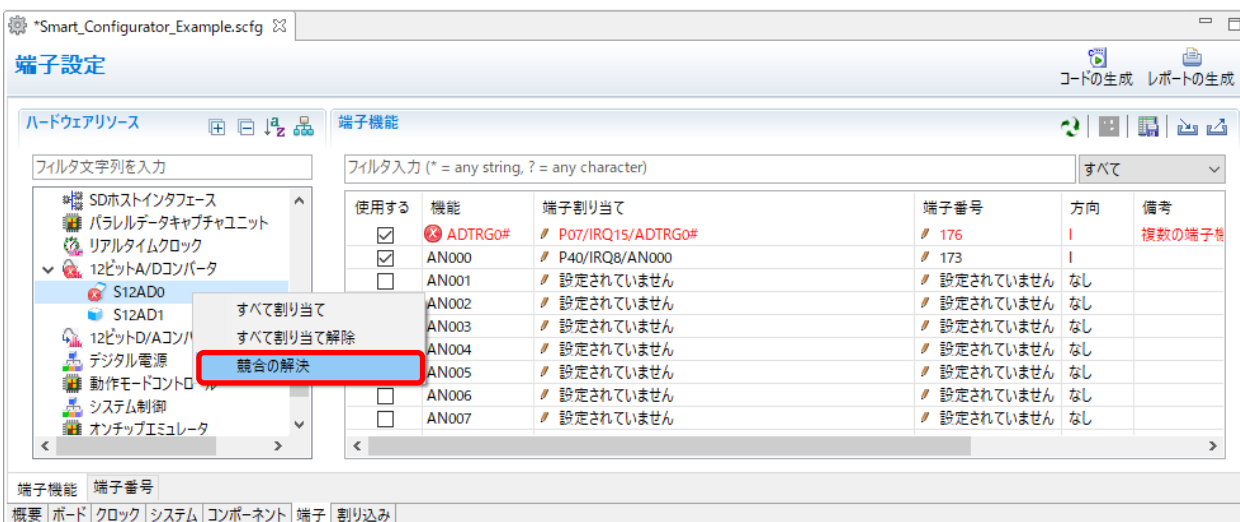 *Smart_Configurator_Example.scfg
端子設定
コードの生成 レポートの生成
ハードウェアリソース
端子機能
フィルタ文字列を入力
フィルタ入力 (* = any string, ? = any character)
すべて
SDホストインタフェース
パラレルデータキャプチャユニット
リアルタイムクロック
12ビットA/Dコンバータ
S12AD0
S12AD1
12ビットD/Aコンバ
デジタル電源
動作モードコントロール
システム制御
オンチップエミュレータ
すべて割り当て
すべて割り当て解除
競合の解決
使用する 機能 端子割り当て 端子番号 方向 備考
ADTRG0# P07/IRQ15/ADTRG0# 176 I 複数の端子機
AN000 P40/IRQ8/AN000 173 I
AN001 設定されていません 設定されていません なし
AN002 設定されていません 設定されていません なし
AN003 設定されていません 設定されていません なし
AN004 設定されていません 設定されていません なし
AN005 設定されていません 設定されていません なし
AN006 設定されていません 設定されていません なし
AN007 設定されていません 設定されていません なし
端子機能 端子番号
概要 ボード クロック システム コンポーネント 端子 割り込み